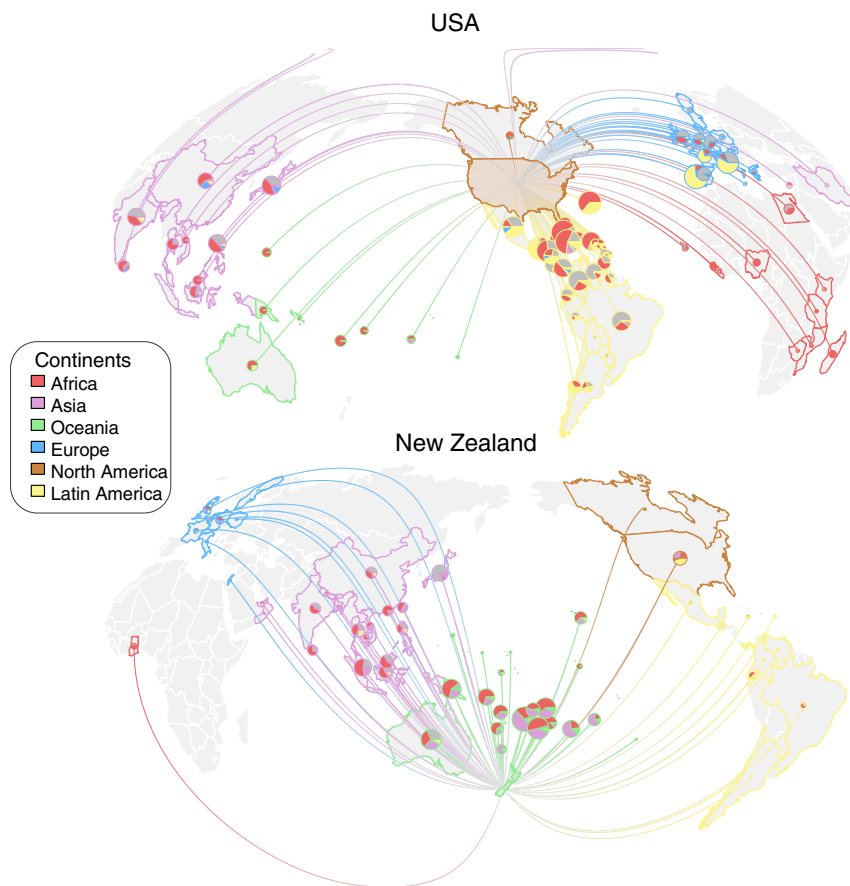 USA
Continents
Africa
Asia
Oceania
Europe
North America
Latin America
New Zealand